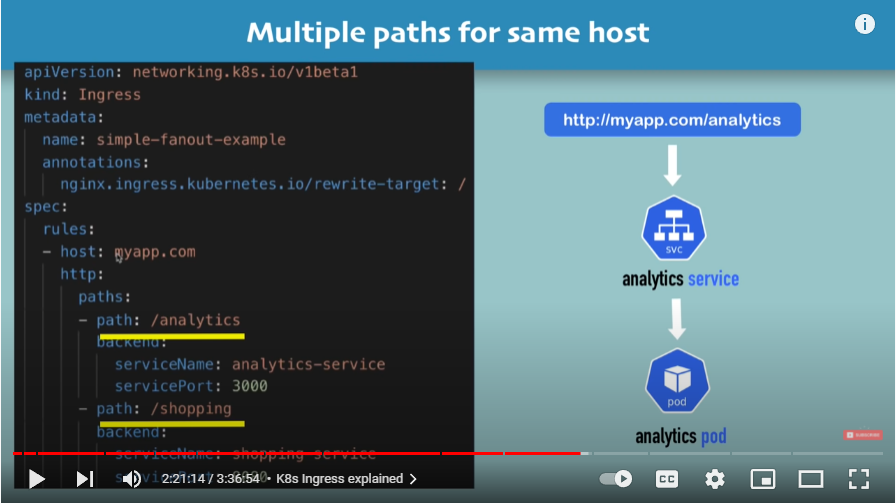 Multiple paths for same host
apiVersion: networking.k8s.io/v1beta1
kind: Ingress
metadata:
name: simple-fanout-example
annotations:
nginx.ingress.kubernetes.io/rewrite-target: /
spec:
rules:
- host: myapp.com
http:
paths:
- path: /analytics
backend:
serviceName: analytics-service
servicePort: 3000
- path: /shopping
backend:
serviceName: shopping-service
http://myapp.com/analytics
svc
analytics service
pod
analytics pod
2:21:14 / 3:36:54 • K8s Ingress explained
CC